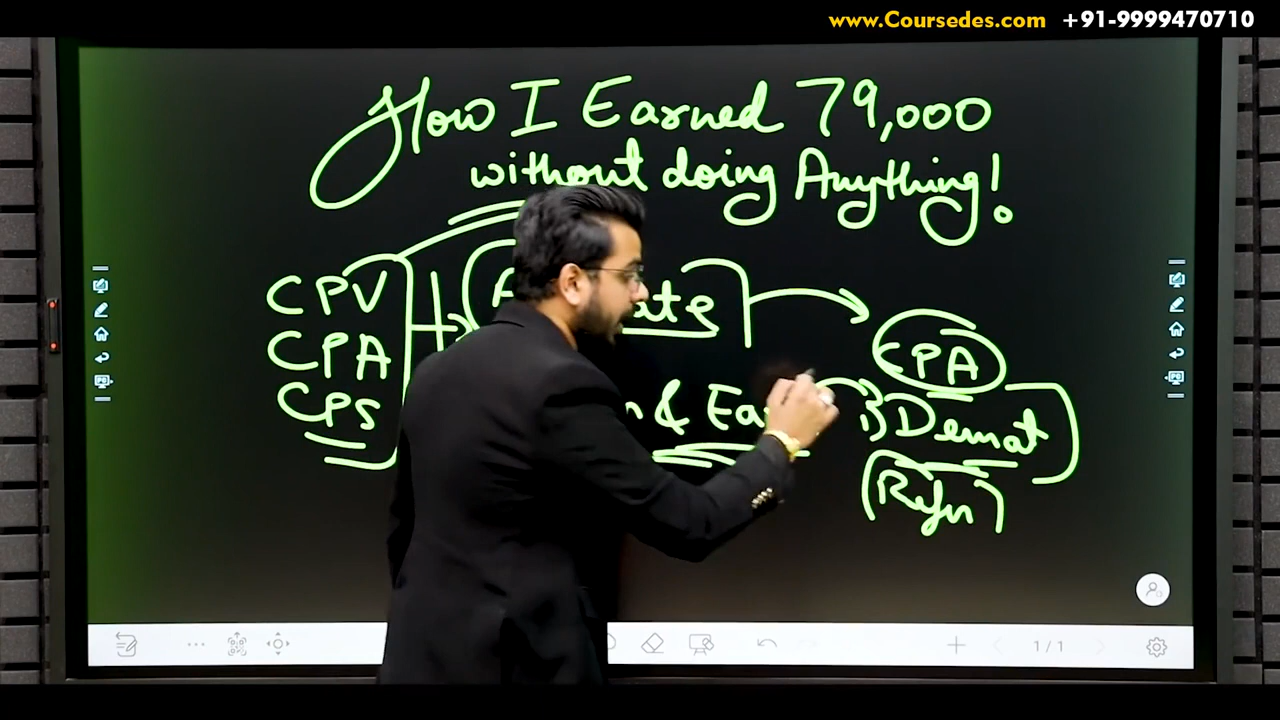 www.Coursedes.com +91-9999470710
How I Earned 79,000
without doing Anything!
CPV
CPA
CPS
& Ea
CPA
Demat
(Refer)
1/1